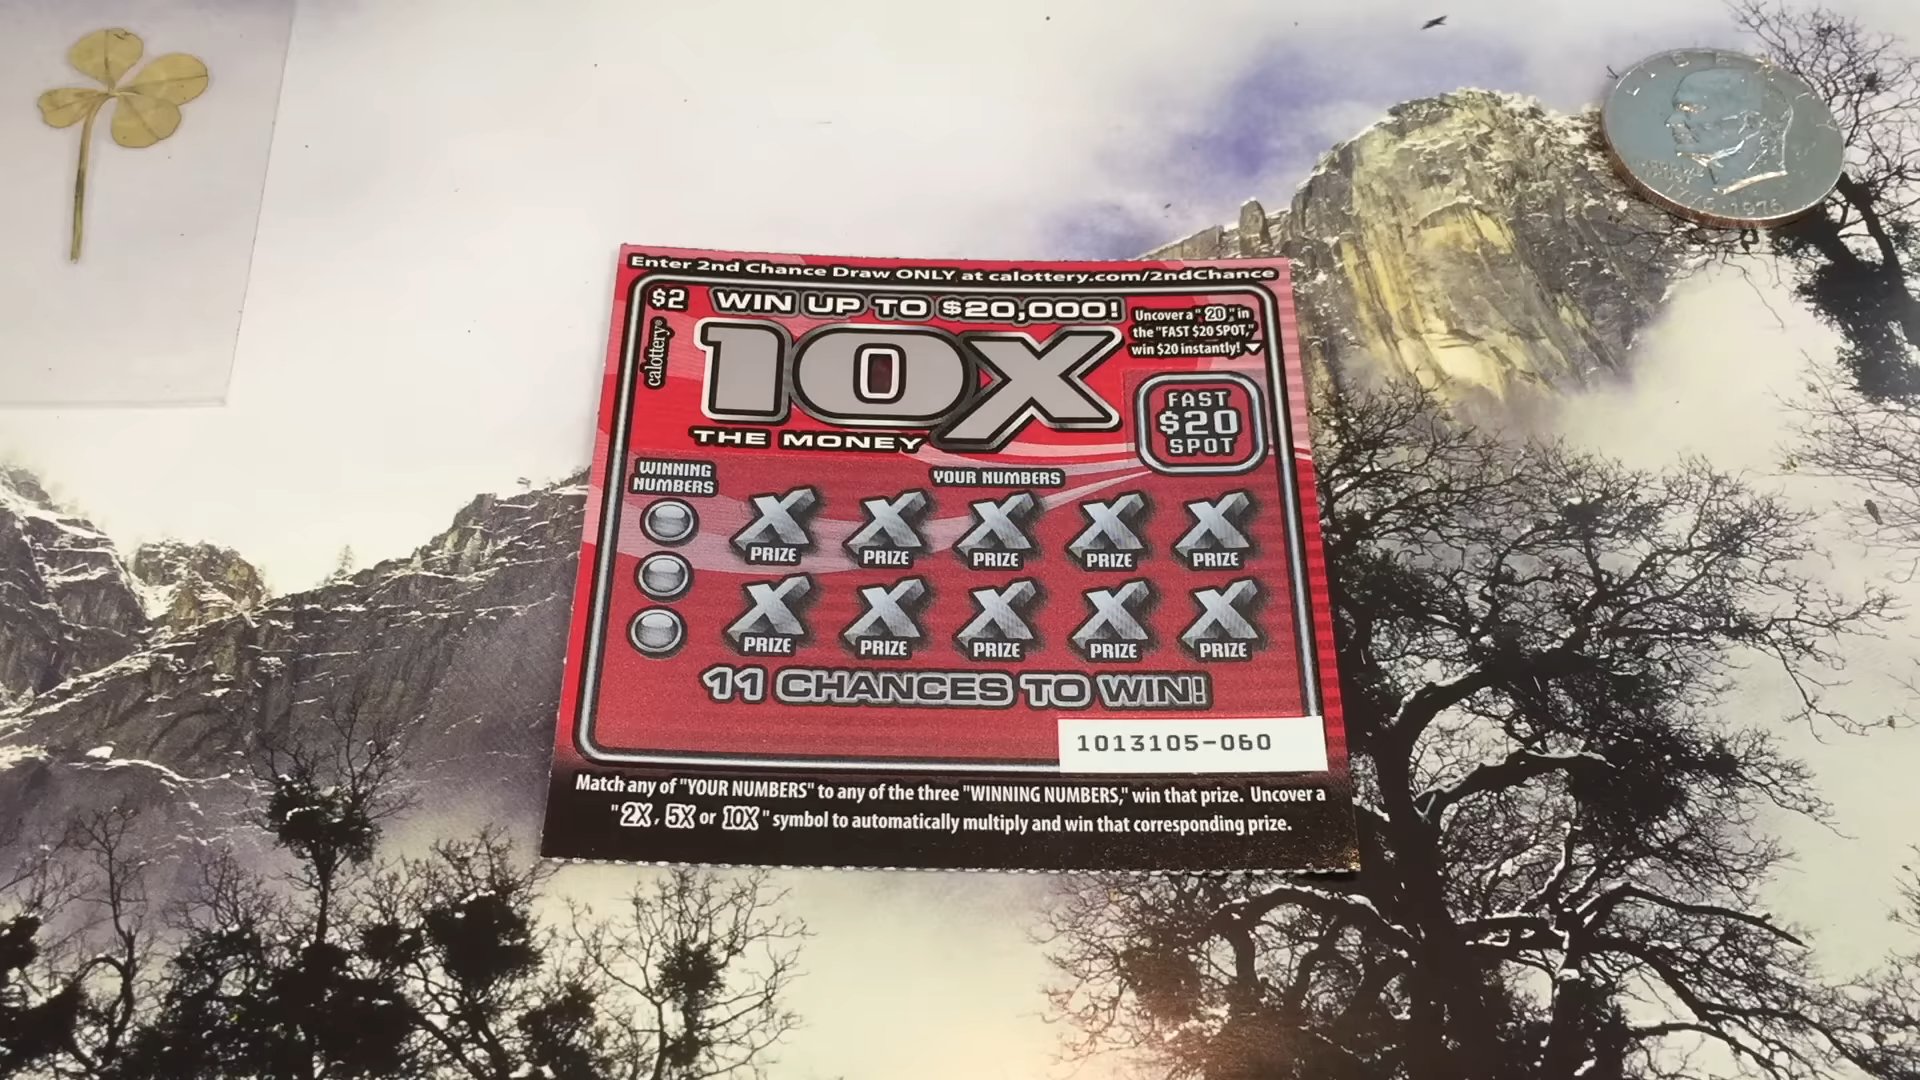 Enter 2nd Chance Draw ONLY at calottery.com/2ndChance
$2
WIN UP TO $20,000!
calottery
10X
THE MONEY
Uncover a "20" in
the "FAST $20 SPOT,"
win $20 instantly!
FAST
$20
SPOT
WINNING
NUMBERS
YOUR NUMBERS
PRIZE PRIZE PRIZE PRIZE PRIZE
PRIZE PRIZE PRIZE PRIZE PRIZE
11 CHANCES TO WIN!
1013105-060
Match any of "YOUR NUMBERS" to any of the three "WINNING NUMBERS," win that prize. Uncover a
"2X, 5X or 10X" symbol to automatically multiply and win that corresponding prize.